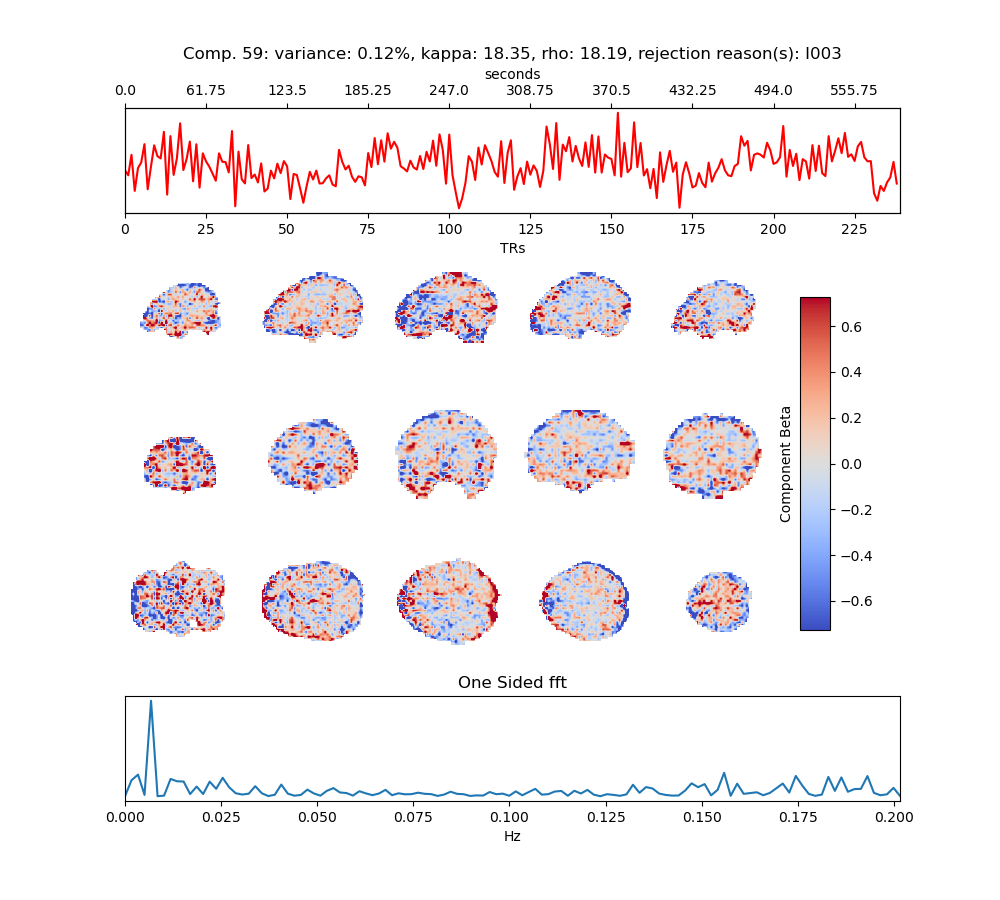 Comp. 59: variance: 0.12%, kappa: 18.35, rho: 18.19, rejection reason(s): I003
seconds
0.0 61.75 123.5 185.25 247.0 308.75 370.5 432.25 494.0 555.75
0 25 50 75 100 125 150 175 200 225
TRs
0.6
0.4
0.2
0.0
−0.2
−0.4
−0.6
Component Beta
One Sided fft
0.000 0.025 0.050 0.075 0.100 0.125 0.150 0.175 0.200
Hz